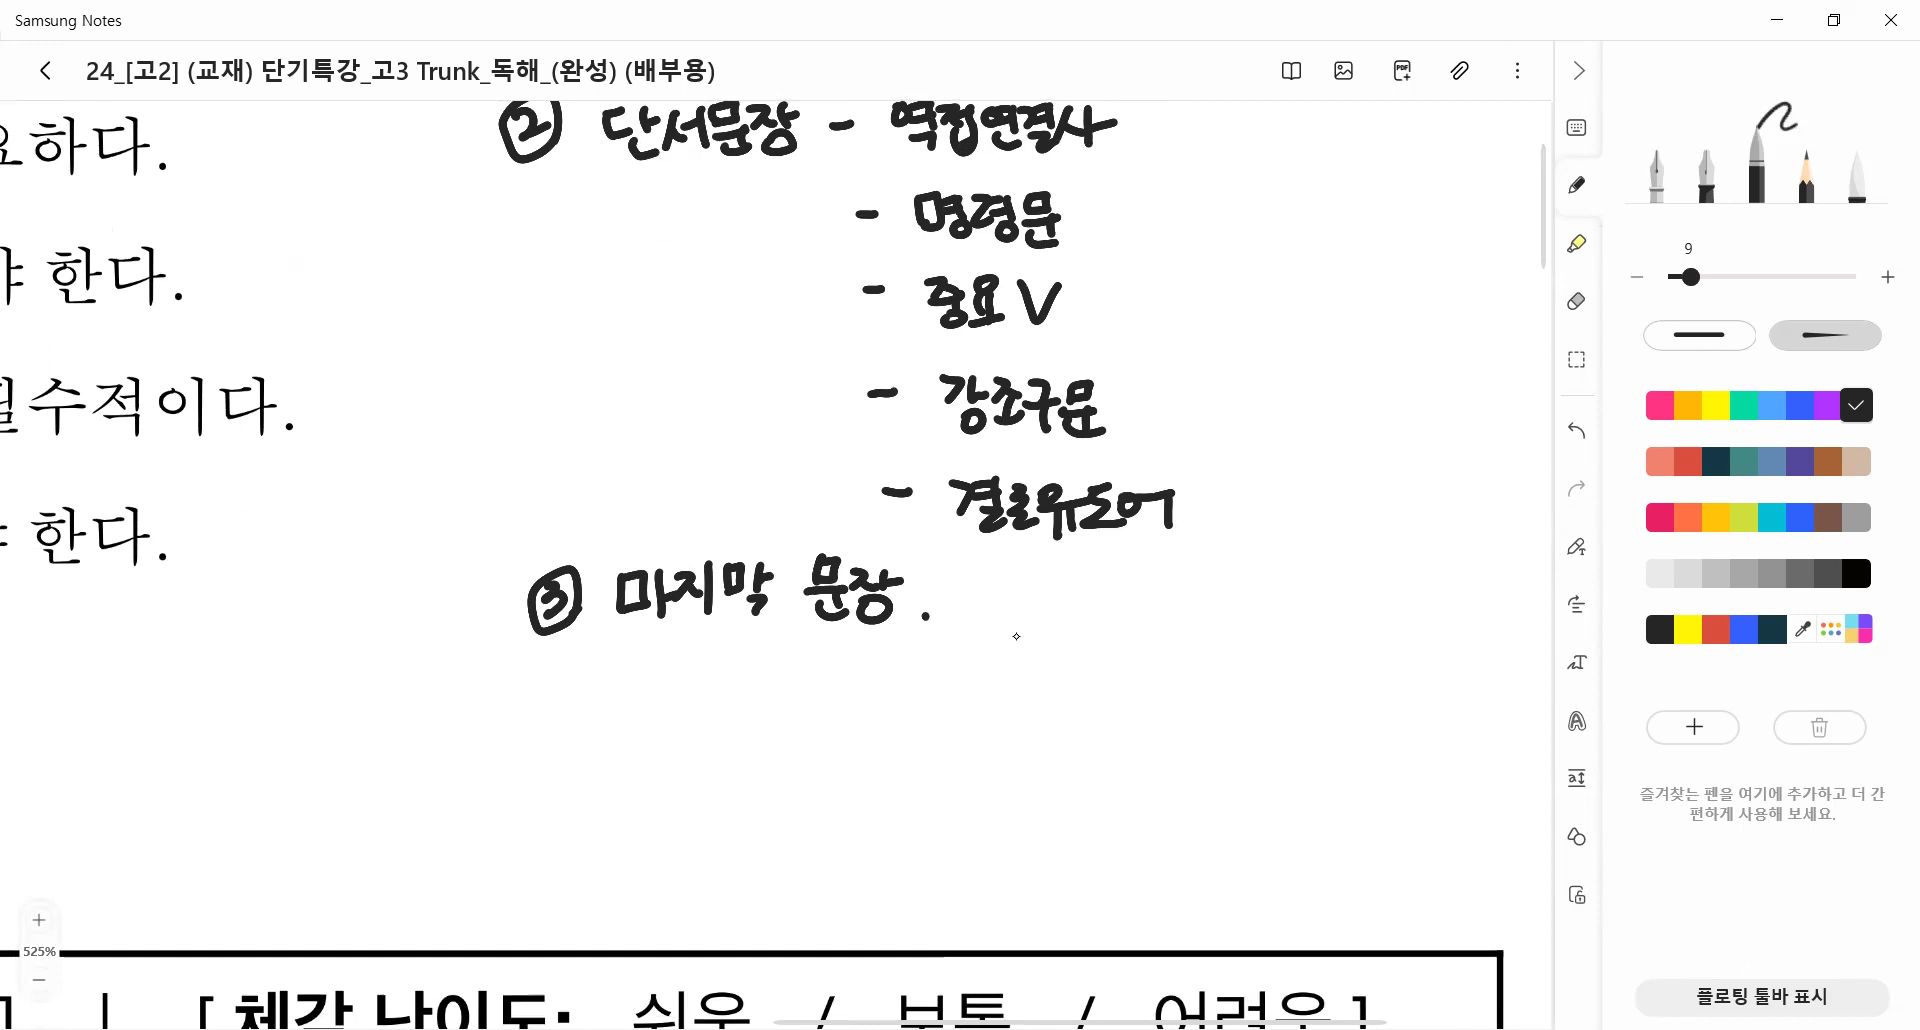 Samsung Notes
24_[고2] (교재) 단기특강_고3 Trunk_독해_(완성) (배부용)
요하다.
② 단서문장 - 역접연결사
- 명령문
야 한다.
- 중요 V
필수적이다.
- 강조구문
- 결론유도어
한다.
③ 마지막 문장.
9
즐겨찾는 펜을 여기에 추가하고 더 간
편하게 사용해 보세요.
525%
] | [ 체감 난이도: 쉬움 / 보통 / 어려움 ]
플로팅 툴바 표시